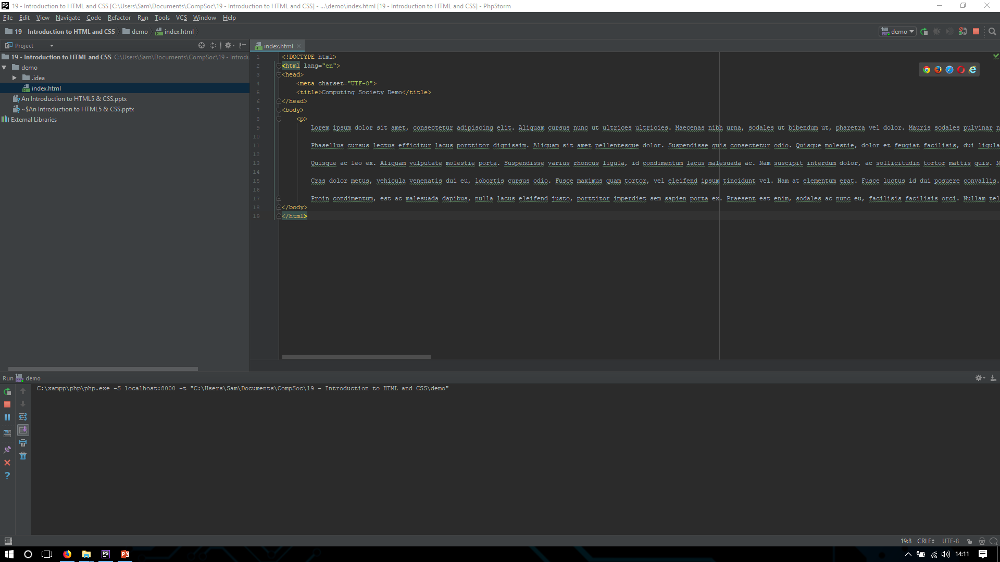 19 - Introduction to HTML and CSS [C:\Users\Sam\Documents\CompSoc\19 - Introduction to HTML and CSS] - ...\demo\index.html [19 - Introduction to HTML and CSS] - PhpStorm
File Edit View Navigate Code Refactor Run Tools VCS Window Help
19 - Introduction to HTML and CSS demo index.html demo
Project
index.html
19 - Introduction to HTML and CSS C:\Users\Sam\Documents\CompSoc\19 - Introdu
demo
.idea
index.html
An Introduction to HTML5 & CSS.pptx
~$An Introduction to HTML5 & CSS.pptx
External Libraries
1 <!DOCTYPE html>
2 <html lang="en">
3 <head>
4 <meta charset="UTF-8">
5 <title>Computing Society Demo</title>
6 </head>
7 <body>
8 <p>
9 Lorem ipsum dolor sit amet, consectetur adipiscing elit. Aliquam cursus nunc ut ultrices ultricies. Maecenas nibh urna, sodales ut bibendum ut, pharetra vel dolor. Mauris sodales pulvinar n
10
11 Phasellus cursus lectus efficitur lacus porttitor dignissim. Aliquam sit amet pellentesque dolor. Suspendisse quis consectetur odio. Quisque molestie, dolor et feugiat facilisis, dui ligula
12
13 Quisque ac leo ex. Aliquam vulputate molestie porta. Suspendisse varius rhoncus ligula, id condimentum lacus malesuada ac. Nam suscipit interdum dolor, ac sollicitudin tortor mattis quis. N
14
15 Cras dolor metus, vehicula venenatis dui eu, lobortis cursus odio. Fusce maximus quam tortor, vel eleifend ipsum tincidunt vel. Nam at elementum erat. Fusce luctus id dui posuere convallis.
16
17 Proin condimentum, est ac malesuada dapibus, nulla lacus eleifend justo, porttitor imperdiet sem sapien porta ex. Praesent est enim, sodales ac nunc eu, facilisis facilisis orci. Nullam tel
18 </body>
19 </html>
Run demo
C:\xampp\php\php.exe -S localhost:8000 -t "C:\Users\Sam\Documents\CompSoc\19 - Introduction to HTML and CSS\demo"
19:8 CRLF UTF-8
14:11